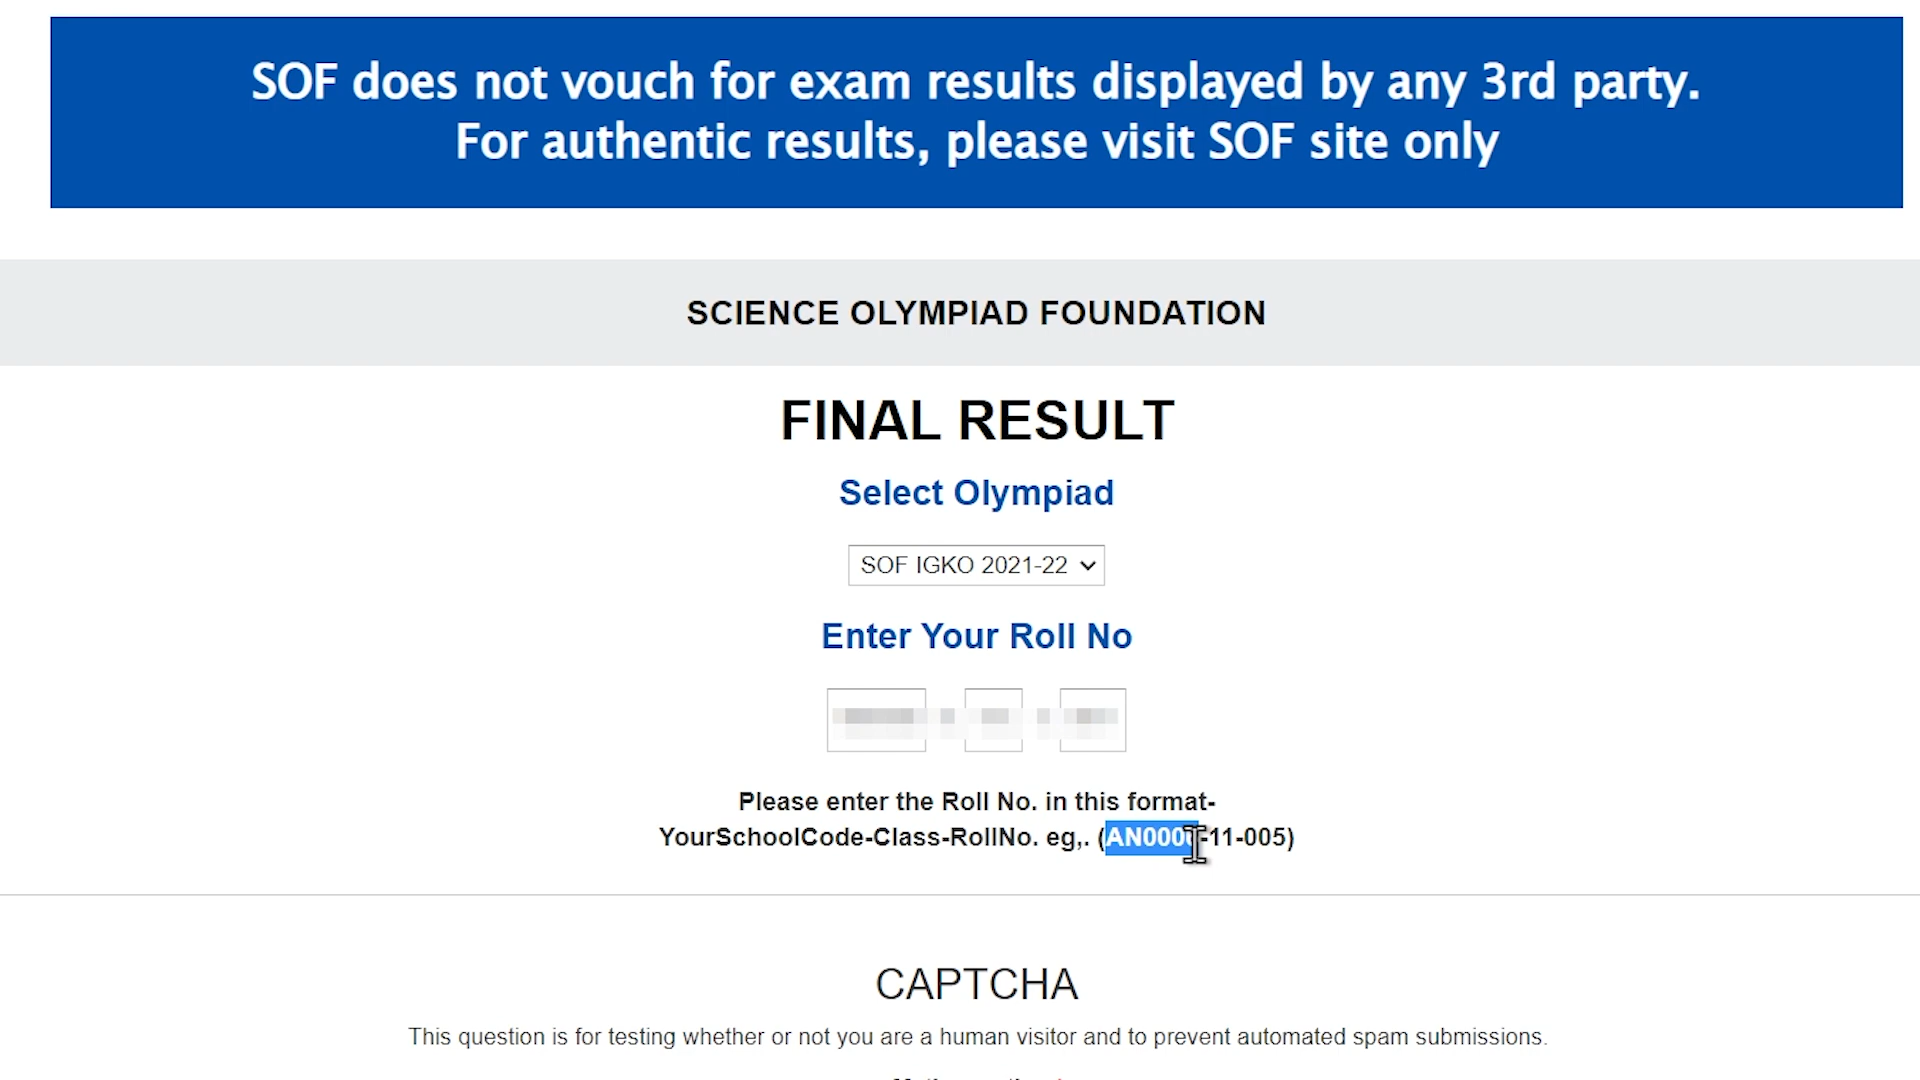 SOF does not vouch for exam results displayed by any 3rd party.
For authentic results, please visit SOF site only
SCIENCE OLYMPIAD FOUNDATION
FINAL RESULT
Select Olympiad
SOF IGKO 2021-22
Enter Your Roll No
Please enter the Roll No. in this format-
YourSchoolCode-Class-RollNo. eg,. (AN000 -11-005)
CAPTCHA
This question is for testing whether or not you are a human visitor and to prevent automated spam submissions.